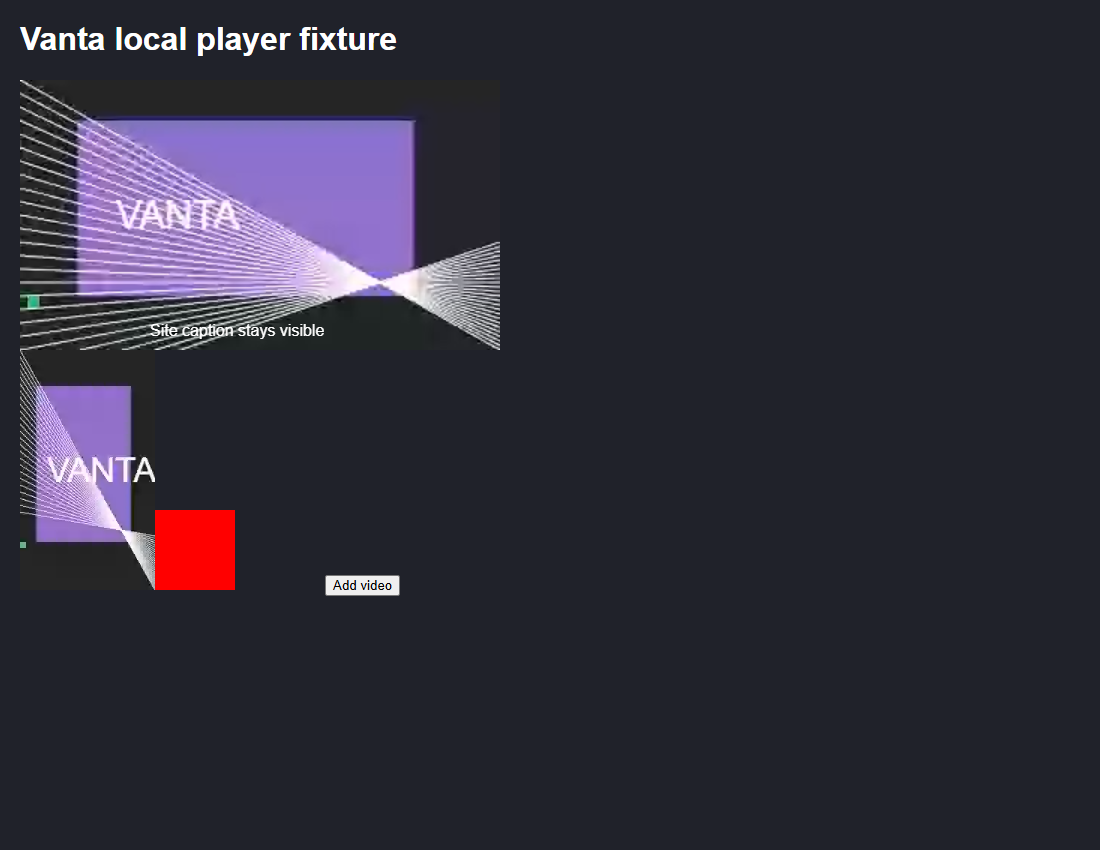 Vanta local player fixture
VANTA
Site caption stays visible
VANTA
Add video